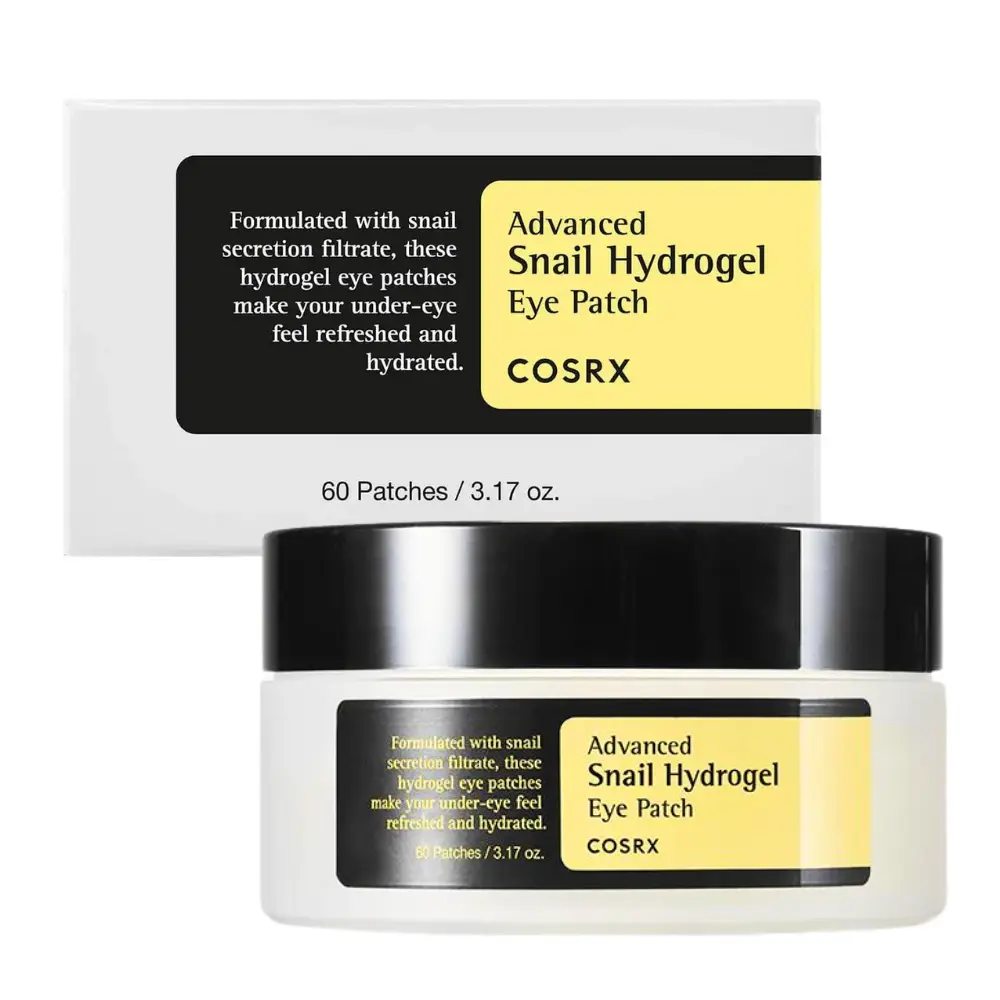 Formulated with snail
secretion filtrate, these
hydrogel eye patches
make your under-eye
feel refreshed and
hydrated.
Advanced
Snail Hydrogel
Eye Patch
COSRX
60 Patches / 3.17 oz.
Formulated with snail
secretion filtrate, these
hydrogel eye patches
make your under-eye feel
refreshed and hydrated.
60 Patches / 3.17 oz.
Advanced
Snail Hydrogel
Eye Patch
COSRX